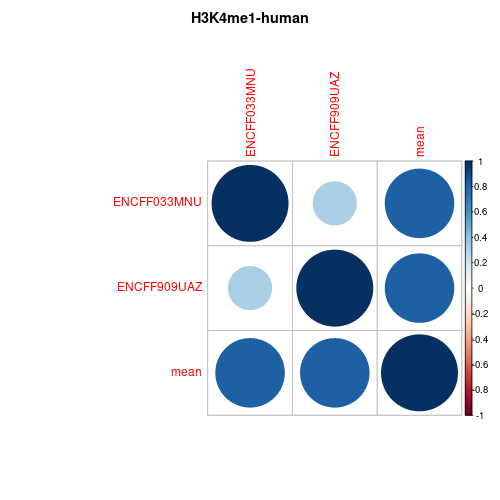 H3K4me1-human
ENCFF033MNU
ENCFF909UAZ
mean
ENCFF033MNU
ENCFF909UAZ
mean
1
0.8
0.6
0.4
0.2
0
-0.2
-0.4
-0.6
-0.8
-1